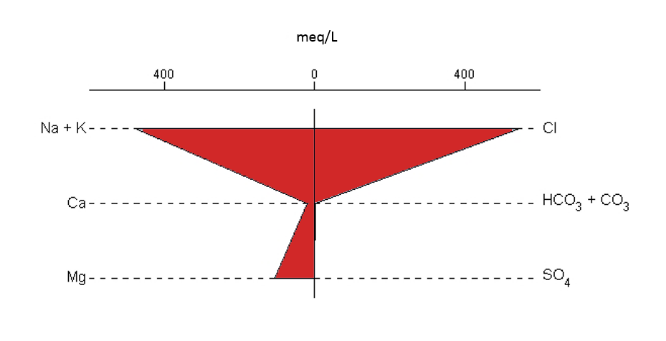 meq/L
400 0 400
Na + K Cl
Ca HCO3 + CO3
Mg SO4